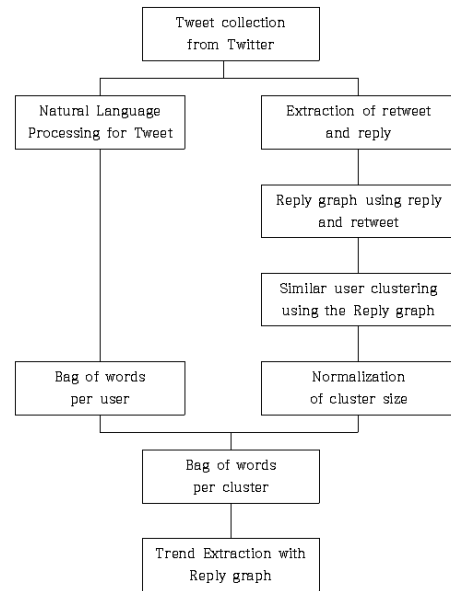 Tweet collection
from Twitter
Natural Language
Processing for Tweet
Extraction of retweet
and reply
Reply graph using reply
and retweet
Similar user clustering
using the Reply graph
Bag of words
per user
Normalization
of cluster size
Bag of words
per cluster
Trend Extraction with
Reply graph